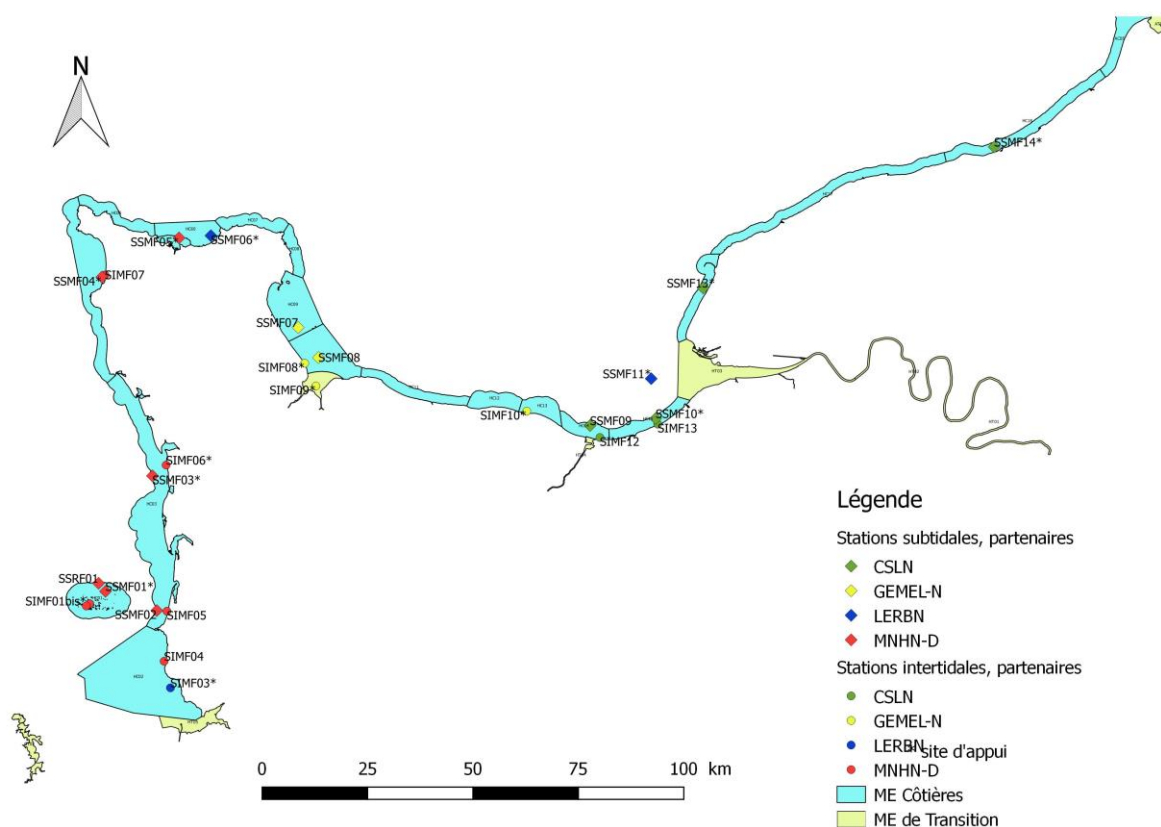 N
SSMF14*
SSMF05*
SSMF06*
SSMF04*
SIMF07
SSMF13*
SSMF07
SSMF08
SIMF08*
SSMF11*
SIMF09*
SIMF10*
SSMF09
SSMF10*
SIMF13
SIMF12
SIMF06*
SSMF03*
SSRF01
SSMF01*
SIMF01bis*
SSMF02
SIMF05
SIMF04
SIMF03*
Légende
Stations subtidales, partenaires
CSLN
GEMEL-N
LERBN
MNHN-D
Stations intertidales, partenaires
CSLN
GEMEL-N
LERBN
* site d'appui
MNHN-D
ME Côtières
ME de Transition
0 25 50 75 100 km